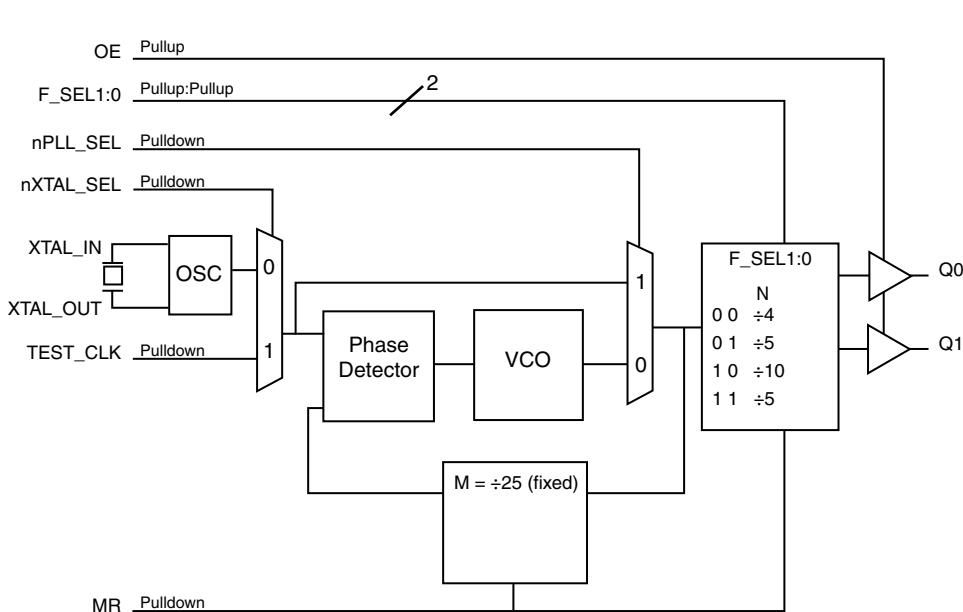 OE Pullup
F_SEL1:0 Pullup:Pullup 2
nPLL_SEL Pulldown
nXTAL_SEL Pulldown
XTAL_IN
OSC
XTAL_OUT
TEST_CLK Pulldown
0
1
Phase
Detector
VCO
1
0
F_SEL1:0
N
0 0 ÷4
0 1 ÷5
1 0 ÷10
1 1 ÷5
Q0
Q1
M = ÷25 (fixed)
MR Pulldown